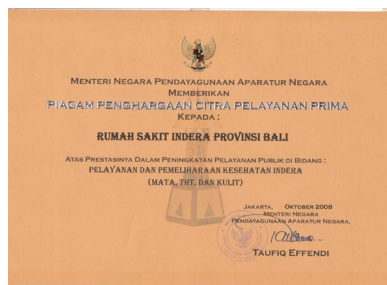 MENTERI NEGARA PENDAYAGUNAAN APARATUR NEGARA
MEMBERIKAN
PIAGAM PENGHARGAAN CITRA PELAYANAN PRIMA
KEPADA :
RUMAH SAKIT INDERA PROVINSI BALI
ATAS PRESTASINYA DALAM PENINGKATAN PELAYANAN PUBLIK DI BIDANG :
PELAYANAN DAN PEMELIHARAAN KESEHATAN INDERA
(MATA, THT, DAN KULIT)
JAKARTA, OKTOBER 2008
MENTERI NEGARA
PENDAYAGUNAAN APARATUR NEGARA,
TAUFIQ EFFENDI